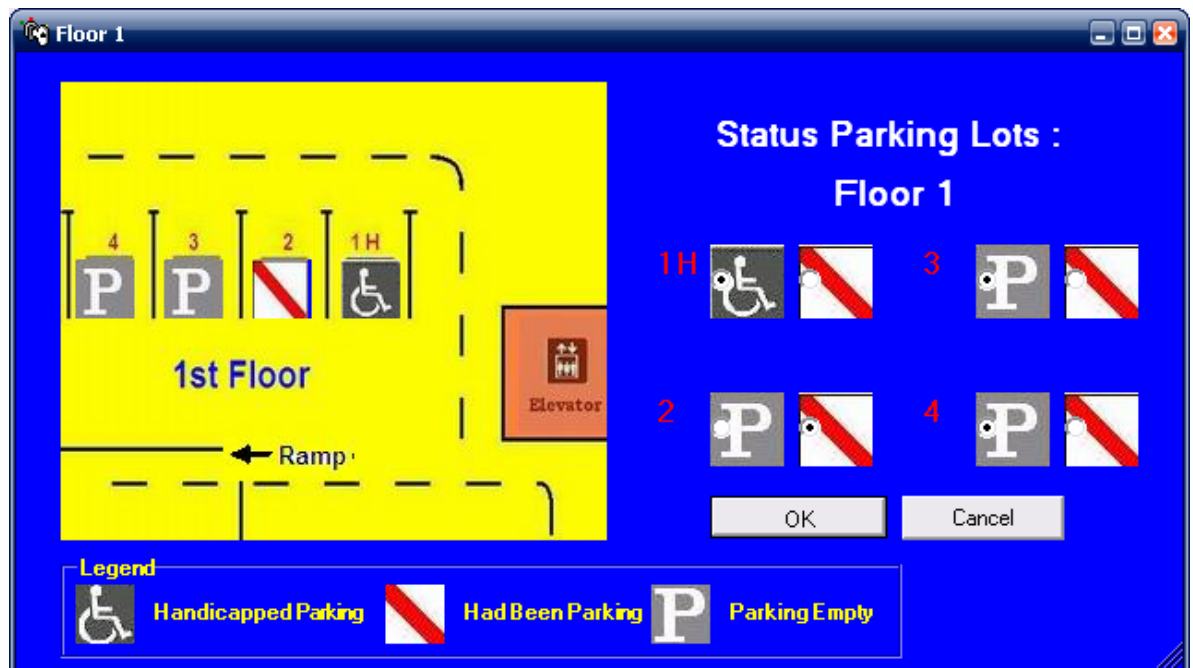 Floor 1
Status Parking Lots :
Floor 1
4 3 2 1 H
P P
1st Floor
Elevator
Ramp
1H 3
P
2 4
P P
OK Cancel
Legend
Handicapped Parking Had Been Parking P Parking Empty